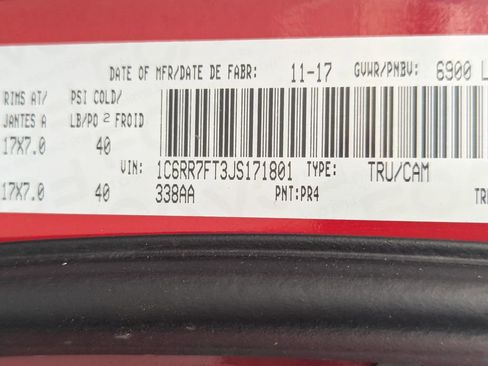 DATE OF MFR/DATE DE FABR: 11-17 GVWR/PNBV: 6900 L
RIMS AT/ PSI COLD/
JANTES A LB/PO 2 FROID
17X7.0 40
VIN: 1C6RR7FT3JS171801 TYPE: TRU/CAM
17X7.0 40 338AA PNT:PR4 TR